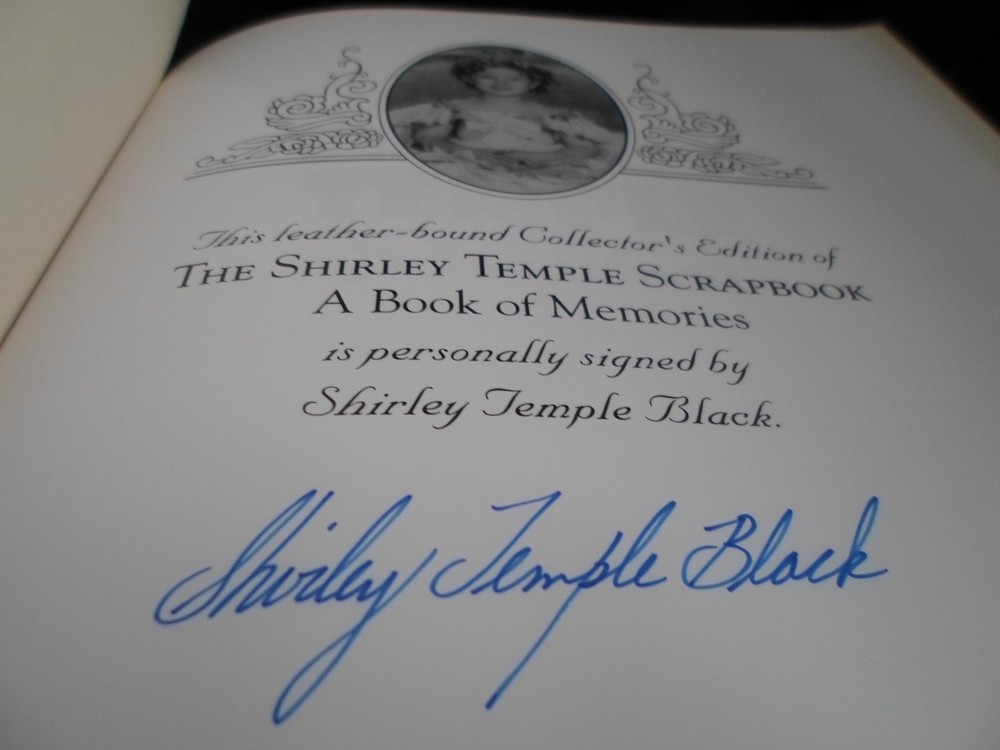 This leather-bound Collector's Edition of
THE SHIRLEY TEMPLE SCRAPBOOK
A Book of Memories
is personally signed by
Shirley Temple Black.
Shirley Temple Black